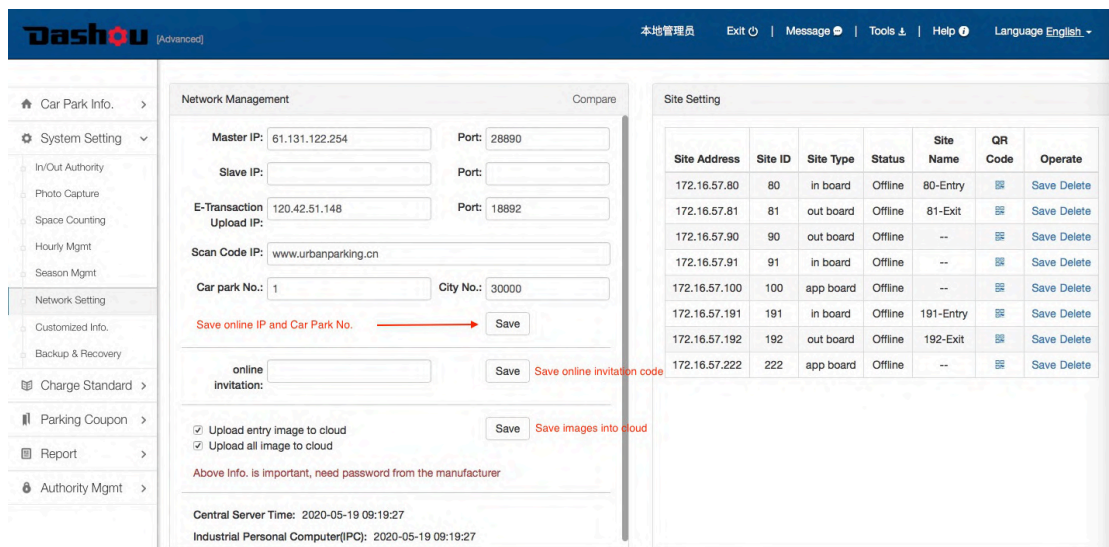 Dashou [Advanced]
本地管理员 Exit | Message | Tools | Help | Language English
Car Park Info.
System Setting
In/Out Authority
Photo Capture
Space Counting
Hourly Mgmt
Season Mgmt
Network Setting
Customized Info.
Backup & Recovery
Charge Standard
Parking Coupon
Report
Authority Mgmt
Network Management Compare
Master IP: 61.131.122.254 Port: 28890
Slave IP: Port:
E-Transaction Upload IP: 120.42.51.148 Port: 18892
Scan Code IP: www.urbanparking.cn
Car park No.: 1 City No.: 30000
Save online IP and Car Park No. Save
online invitation: Save Save online invitation code
Upload entry image to cloud Save Save images into cloud
Upload all image to cloud
Above Info. is important, need password from the manufacturer
Central Server Time: 2020-05-19 09:19:27
Industrial Personal Computer(IPC): 2020-05-19 09:19:27
Site Setting
Site Address Site ID Site Type Status Site Name QR Code Operate
172.16.57.80 80 in board Offline 80-Entry Save Delete
172.16.57.81 81 out board Offline 81-Exit Save Delete
172.16.57.90 90 out board Offline -- Save Delete
172.16.57.91 91 in board Offline -- Save Delete
172.16.57.100 100 app board Offline -- Save Delete
172.16.57.191 191 in board Offline 191-Entry Save Delete
172.16.57.192 192 out board Offline 192-Exit Save Delete
172.16.57.222 222 app board Offline -- Save Delete